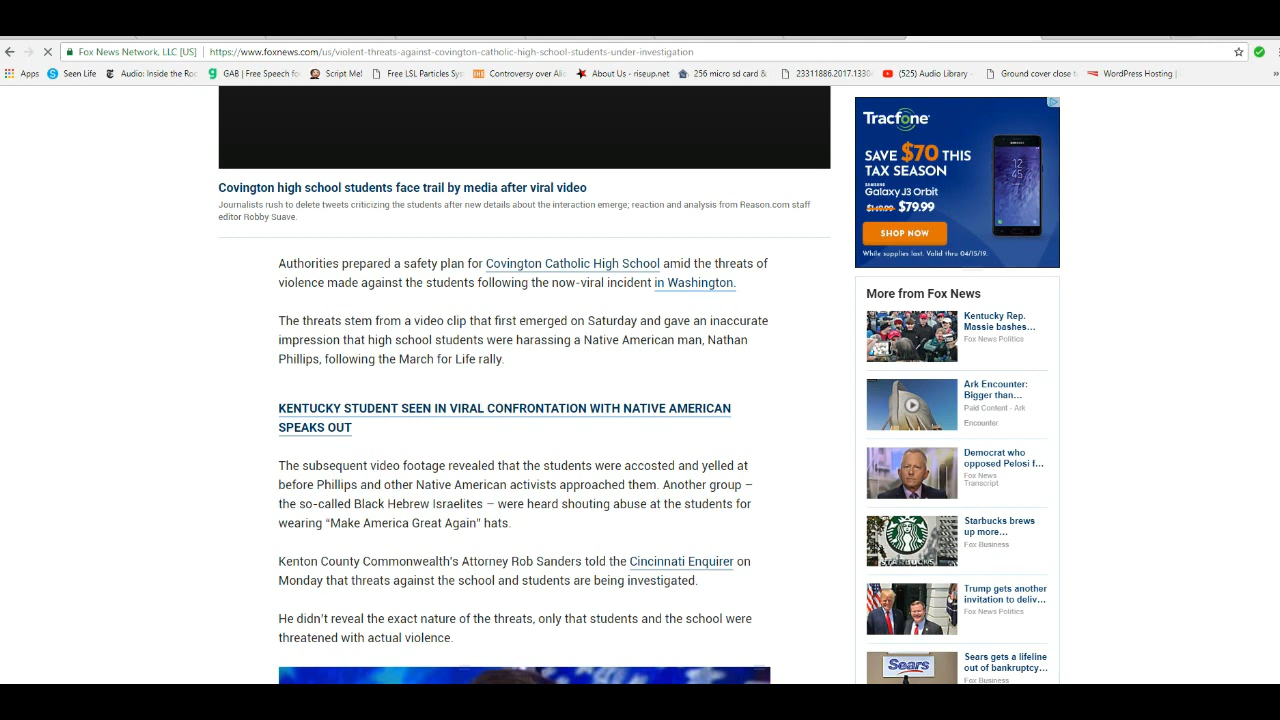 Fox News Network, LLC [US] https://www.foxnews.com/us/violent-threats-against-covington-catholic-high-school-students-under-investigation
Apps Seen Life Audio: Inside the Roc GAB | Free Speech fo Script Me! Free LSL Particles Sys Controversy over Alie About Us - riseup.net 256 micro sd card & 23311886.2017.1330 (525) Audio Library - Ground cover close t WordPress Hosting |
Tracfone
SAVE $70 THIS
TAX SEASON
SAMSUNG
Galaxy J3 Orbit
$149.99 $79.99
SHOP NOW
While supplies last. Valid thru 04/15/19.
Covington high school students face trail by media after viral video
Journalists rush to delete tweets criticizing the students after new details about the interaction emerge; reaction and analysis from Reason.com staff
editor Robby Suave.
Authorities prepared a safety plan for Covington Catholic High School amid the threats of
violence made against the students following the now-viral incident in Washington.
The threats stem from a video clip that first emerged on Saturday and gave an inaccurate
impression that high school students were harassing a Native American man, Nathan
Phillips, following the March for Life rally.
KENTUCKY STUDENT SEEN IN VIRAL CONFRONTATION WITH NATIVE AMERICAN
SPEAKS OUT
The subsequent video footage revealed that the students were accosted and yelled at
before Phillips and other Native American activists approached them. Another group –
the so-called Black Hebrew Israelites – were heard shouting abuse at the students for
wearing “Make America Great Again” hats.
Kenton County Commonwealth's Attorney Rob Sanders told the Cincinnati Enquirer on
Monday that threats against the school and students are being investigated.
He didn’t reveal the exact nature of the threats, only that students and the school were
threatened with actual violence.
More from Fox News
Kentucky Rep.
Massie bashes…
Fox News Politics
Ark Encounter:
Bigger than…
Paid Content - Ark
Encounter
Democrat who
opposed Pelosi f…
Fox News
Transcript
Starbucks brews
up more…
Fox Business
STARBUCKS
Trump gets another
invitation to deliv…
Fox News Politics
Sears gets a lifeline
out of bankruptcy…
Fox Business
Sears